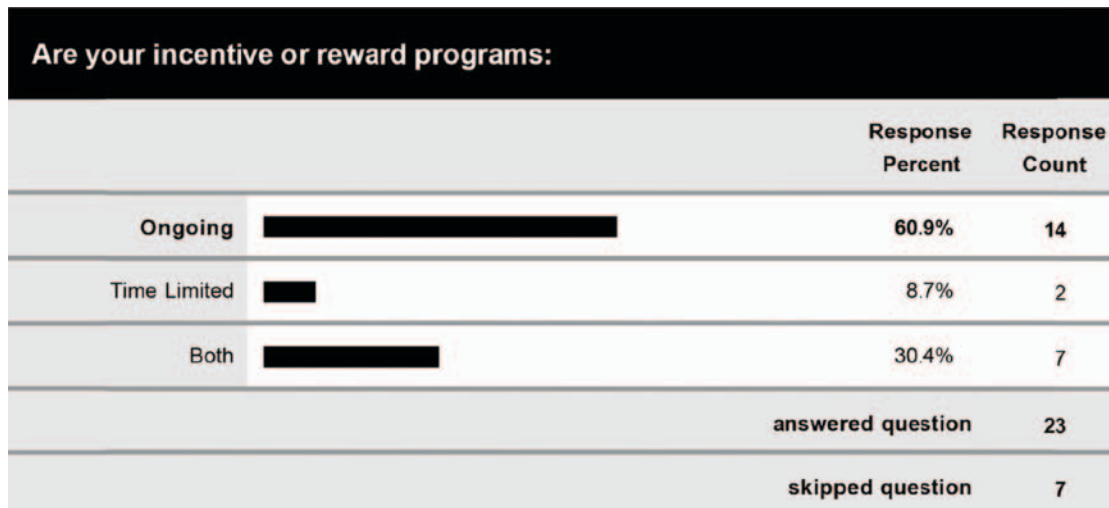 Are your incentive or reward programs:
Response Percent
Response Count
Ongoing 60.9% 14
Time Limited 8.7% 2
Both 30.4% 7
answered question 23
skipped question 7